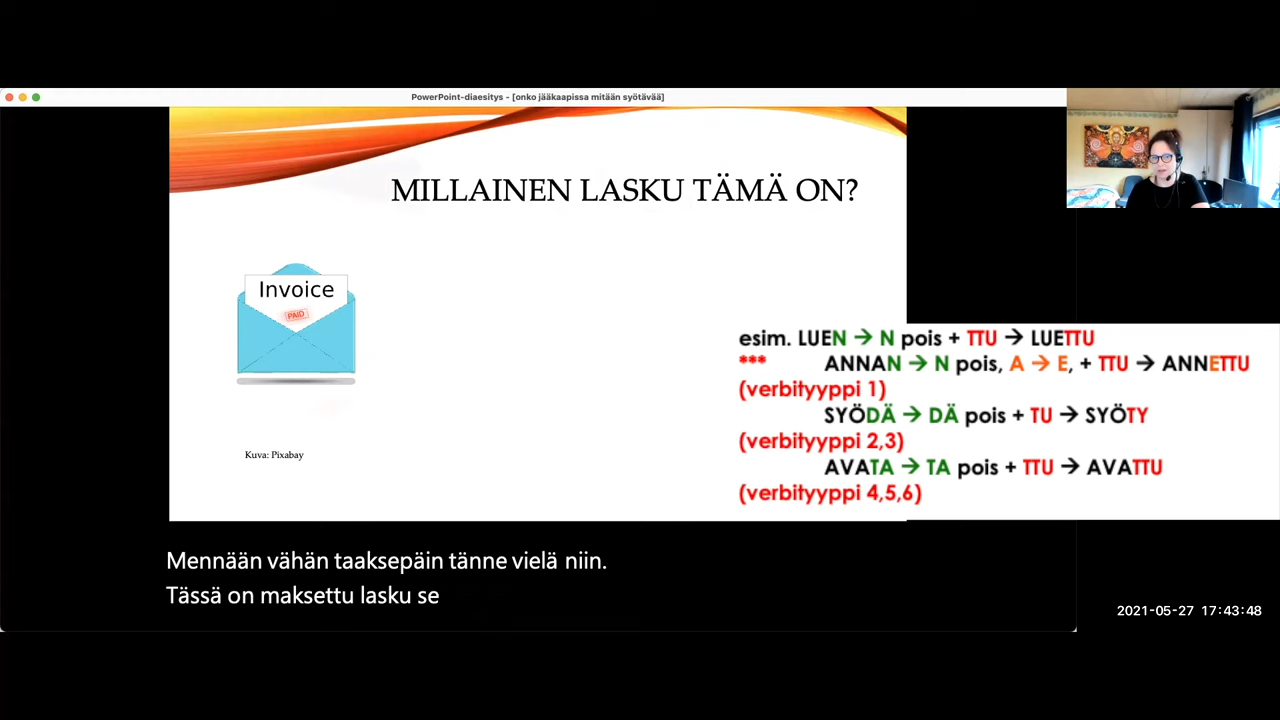 PowerPoint-diaesitys - [onko jääkaapissa mitään syötävää]
MILLAINEN LASKU TÄMÄ ON?
Invoice
PAID
Kuva: Pixabay
esim. LUEN → N pois + TTU → LUETTU
*** ANNAN → N pois, A → E, + TTU → ANNETTU
(verbityyppi 1)
SYÖDÄ → DÄ pois + TU → SYÖTY
(verbityyppi 2,3)
AVATA → TA pois + TTU → AVATTU
(verbityyppi 4,5,6)
Mennään vähän taaksepäin tänne vielä niin.
Tässä on maksettu lasku se
2021-05-27 17:43:48